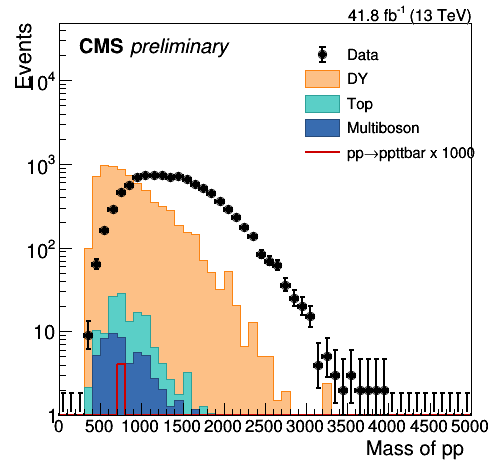 41.8 fb⁻¹ (13 TeV)
CMS preliminary
Events
Data
DY
Top
Multiboson
pp→ppttbar x 1000
10⁴
10³
10²
10
1
0 500 1000 1500 2000 2500 3000 3500 4000 4500 5000
Mass of pp